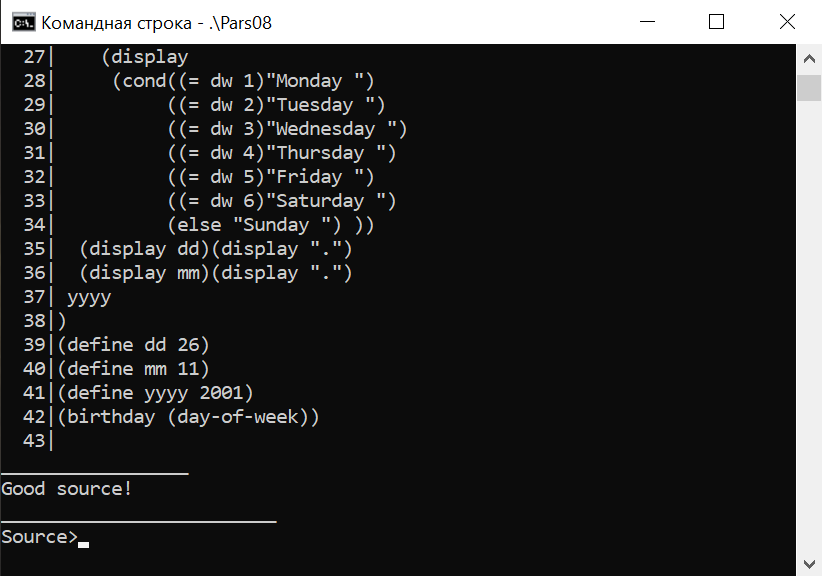 Командная строка - .\Pars08
27|    (display
28|     (cond((= dw 1)"Monday ")
29|          ((= dw 2)"Tuesday ")
30|          ((= dw 3)"Wednesday ")
31|          ((= dw 4)"Thursday ")
32|          ((= dw 5)"Friday ")
33|          ((= dw 6)"Saturday ")
34|          (else "Sunday ") ))
35|  (display dd)(display ".")
36|  (display mm)(display ".")
37| yyyy
38|)
39|(define dd 26)
40|(define mm 11)
41|(define yyyy 2001)
42|(birthday (day-of-week))
43|
_________________
Good source!
_________________________
Source>